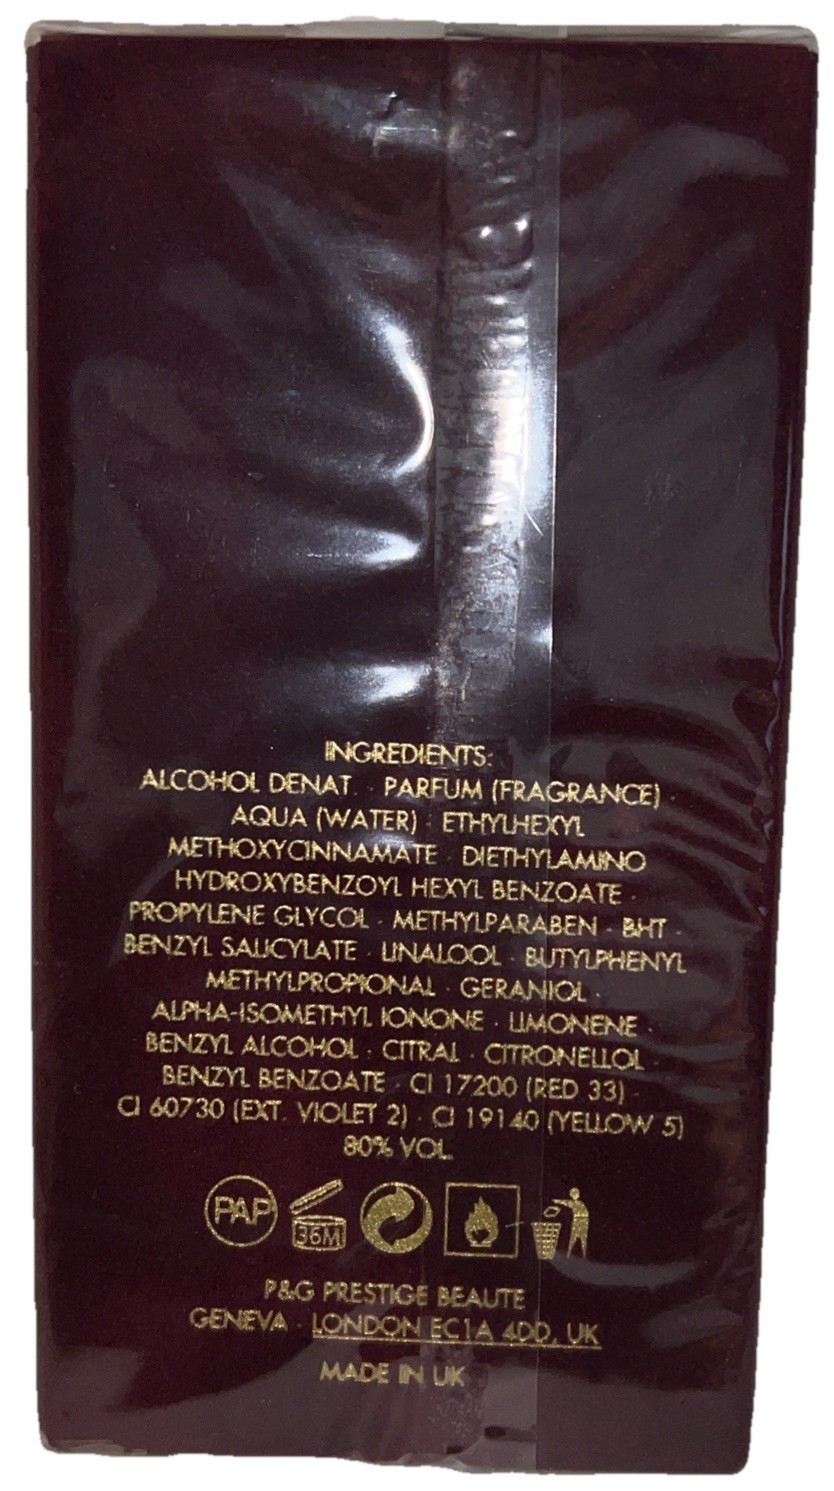 INGREDIENTS:
ALCOHOL DENAT. · PARFUM (FRAGRANCE) ·
AQUA (WATER) · ETHYLHEXYL
METHOXYCINNAMATE · DIETHYLAMINO
HYDROXYBENZOYL HEXYL BENZOATE ·
PROPYLENE GLYCOL · METHYLPARABEN · BHT ·
BENZYL SALICYLATE · LINALOOL · BUTYLPHENYL
METHYLPROPIONAL · GERANIOL ·
ALPHA-ISOMETHYL IONONE · LIMONENE ·
BENZYL ALCOHOL · CITRAL · CITRONELLOL ·
BENZYL BENZOATE · CI 17200 (RED 33) ·
CI 60730 (EXT. VIOLET 2) · CI 19140 (YELLOW 5)
80% VOL.
PAP 36M
P&G PRESTIGE BEAUTE
GENEVA · LONDON EC1A 4DD, UK
MADE IN UK